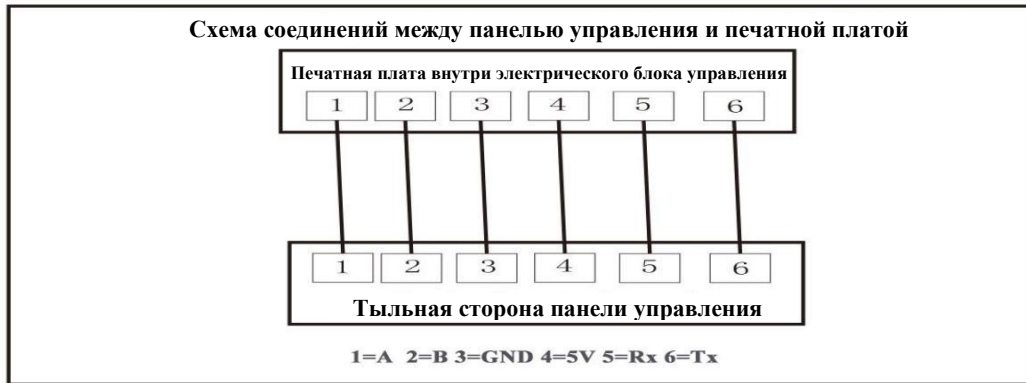 Схема соединений между панелью управления и печатной платой
Печатная плата внутри электрического блока управления
1 2 3 4 5 6
1 2 3 4 5 6
Тыльная сторона панели управления
1=A 2=B 3=GND 4=5V 5=Rx 6=Tx